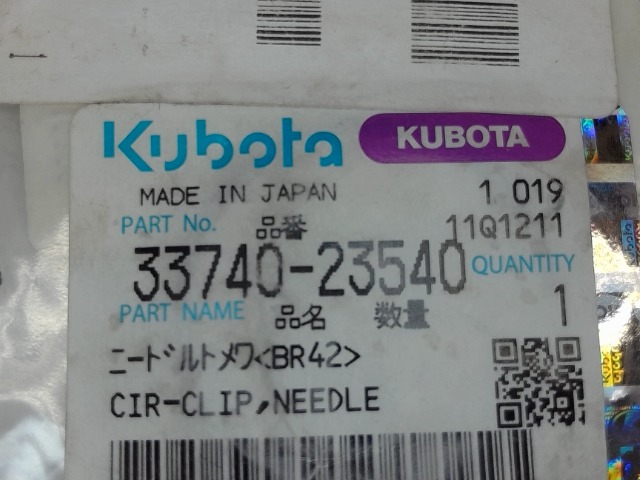 Kubota KUBOTA
MADE IN JAPAN 1 019
PART No. 品番 11Q1211
33740-23540 QUANTITY
PART NAME 品名 数量 1
ニードルトメワ<BR42>
CIR-CLIP,NEEDLE